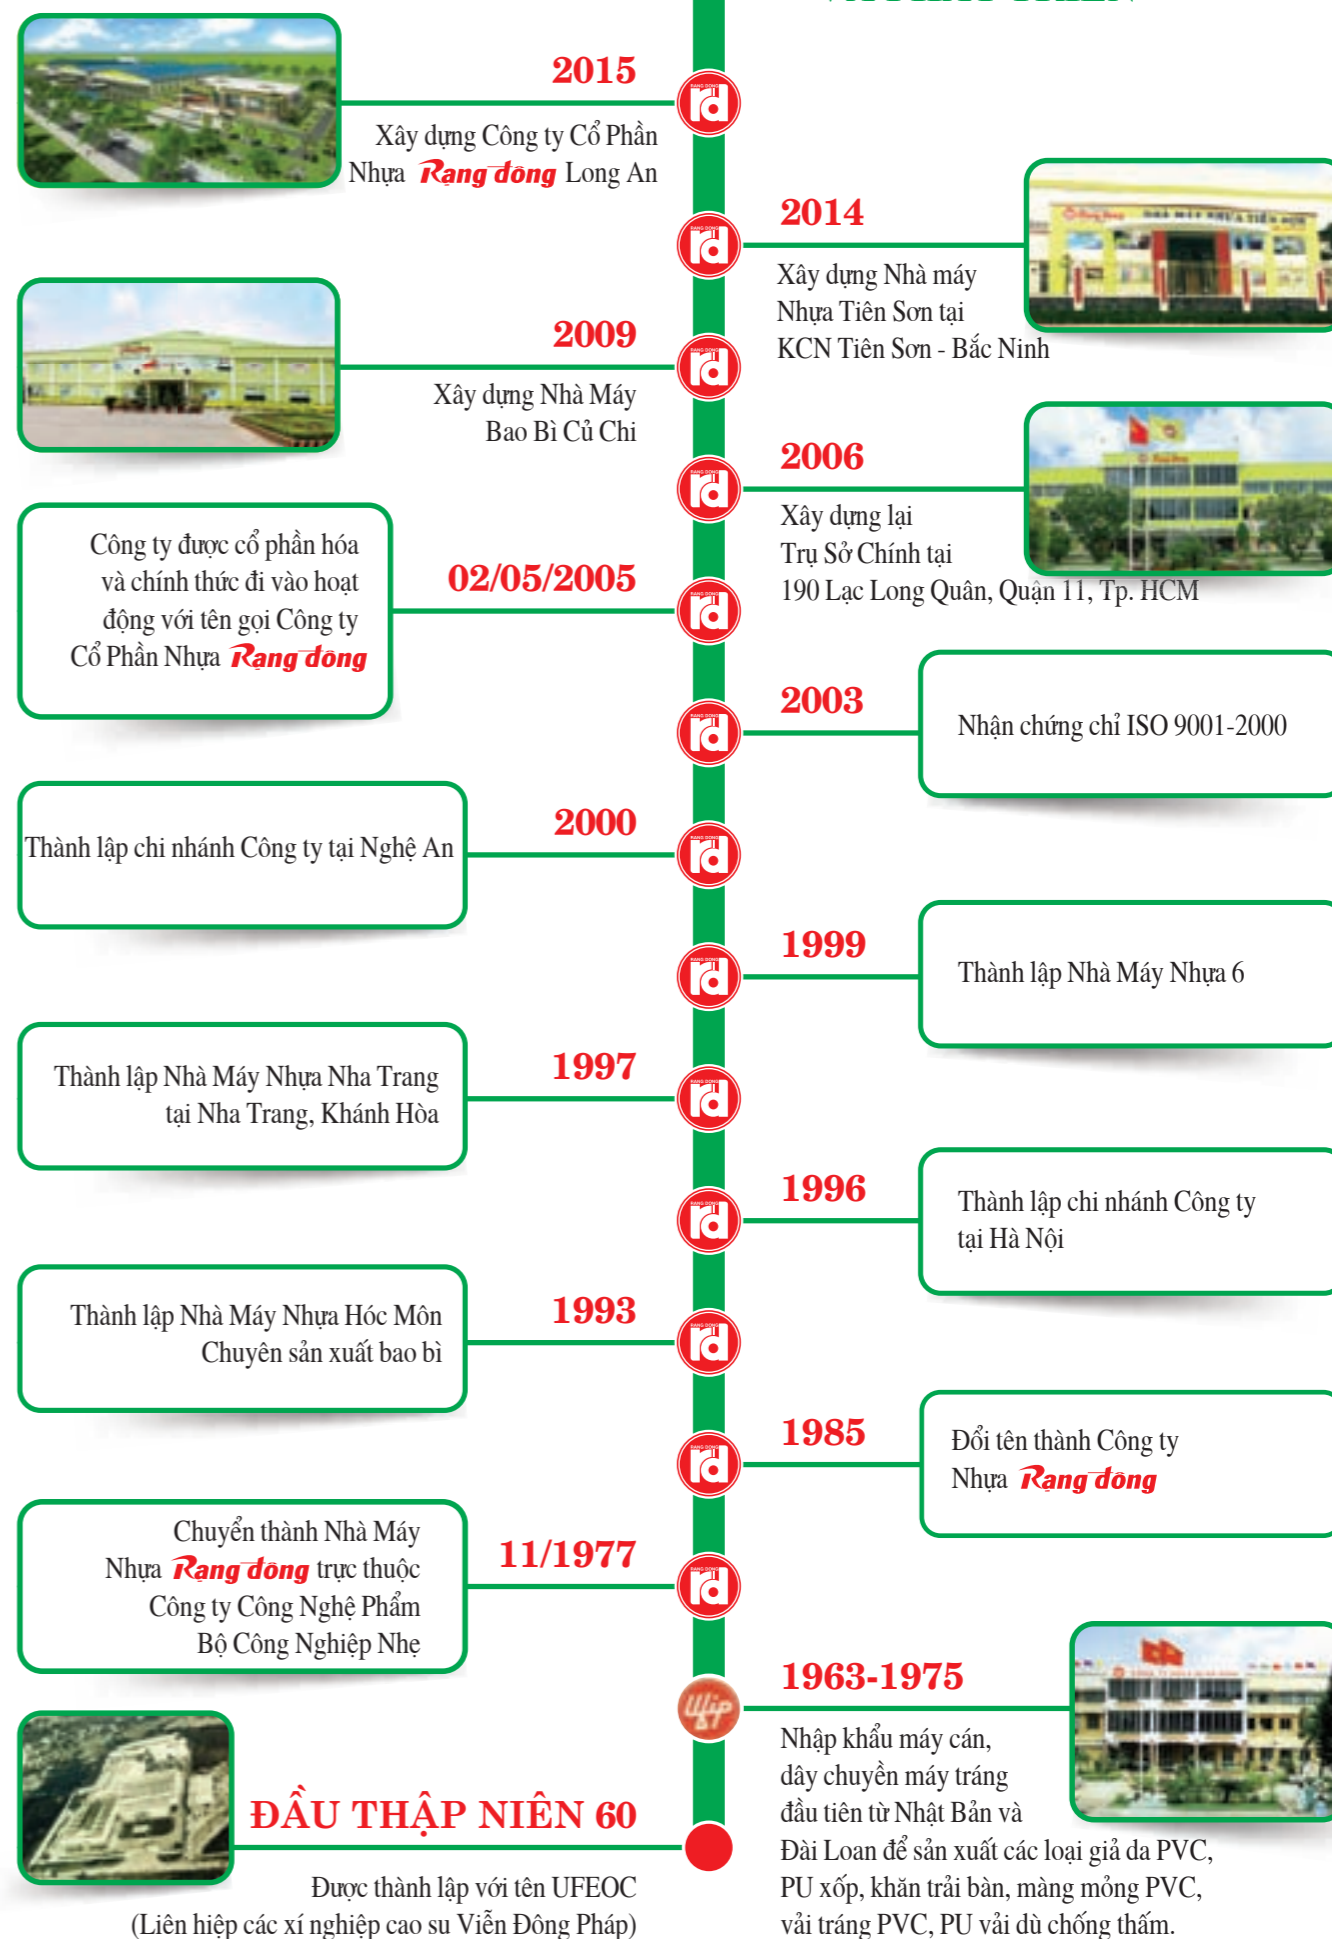 2015
Xây dựng Công ty Cổ Phần
Nhựa Rạng đông Long An
2014
Xây dựng Nhà máy
Nhựa Tiên Sơn tại
KCN Tiên Sơn - Bắc Ninh
2009
Xây dựng Nhà Máy
Bao Bì Củ Chi
2006
Xây dựng lại
Trụ Sở Chính tại
190 Lạc Long Quân, Quận 11, Tp. HCM
02/05/2005
Công ty được cổ phần hóa
và chính thức đi vào hoạt
động với tên gọi Công ty
Cổ Phần Nhựa Rạng đông
2003
Nhận chứng chỉ ISO 9001-2000
2000
Thành lập chi nhánh Công ty tại Nghệ An
1999
Thành lập Nhà Máy Nhựa 6
1997
Thành lập Nhà Máy Nhựa Nha Trang
tại Nha Trang, Khánh Hòa
1996
Thành lập chi nhánh Công ty
tại Hà Nội
1993
Thành lập Nhà Máy Nhựa Hóc Môn
Chuyên sản xuất bao bì
1985
Đổi tên thành Công ty
Nhựa Rạng đông
11/1977
Chuyển thành Nhà Máy
Nhựa Rạng đông trực thuộc
Công ty Công Nghệ Phẩm
Bộ Công Nghiệp Nhẹ
1963-1975
Nhập khẩu máy cán,
dây chuyền máy tráng
đầu tiên từ Nhật Bản và
Đài Loan để sản xuất các loại giả da PVC,
PU xốp, khăn trải bàn, màng mỏng PVC,
vải tráng PVC, PU vải dù chống thấm.
ĐẦU THẬP NIÊN 60
Được thành lập với tên UFEOC
(Liên hiệp các xí nghiệp cao su Viễn Đông Pháp)